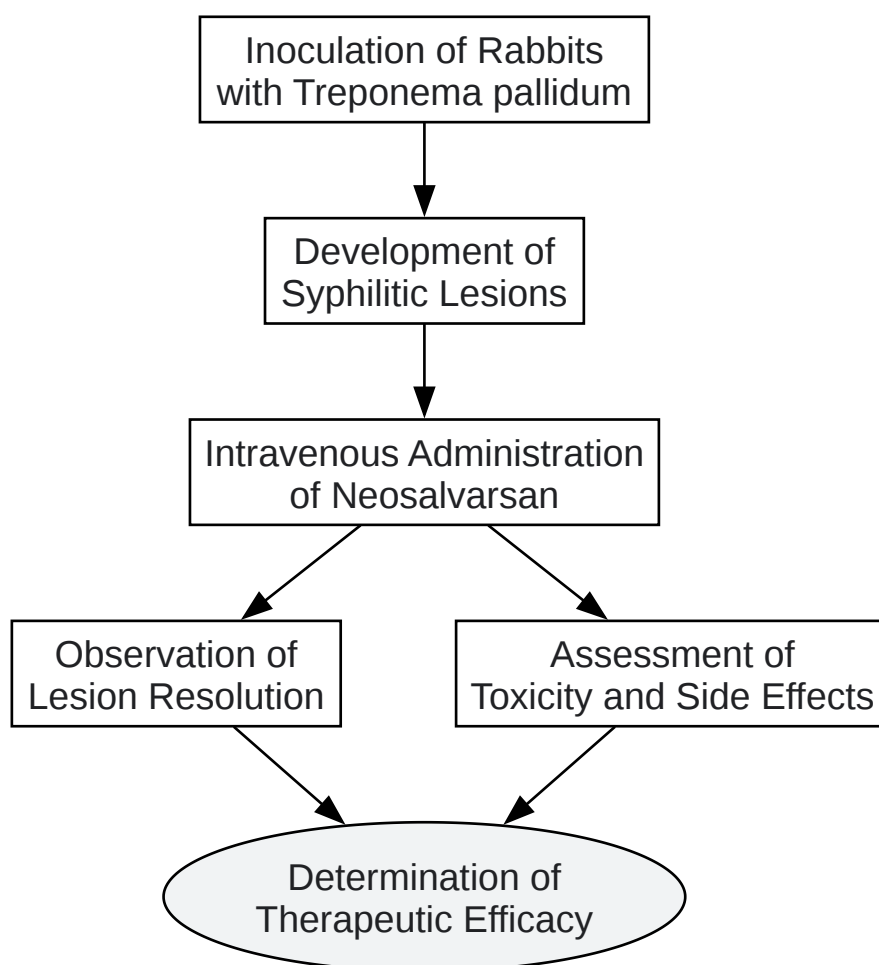 Inoculation of Rabbits
with Treponema pallidum
Development of
Syphilitic Lesions
Intravenous Administration
of Neosalvarsan
Observation of
Lesion Resolution
Assessment of
Toxicity and Side Effects
Determination of
Therapeutic Efficacy